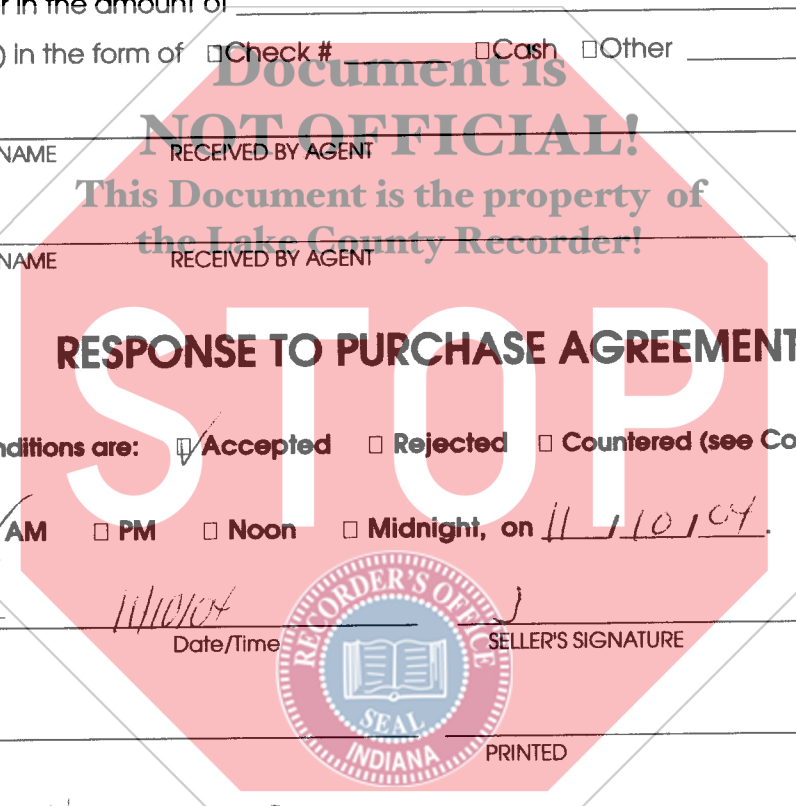 r in the amount of
) in the form of □Check # □Cash □Other
Document is
NOT OFFICIAL!
NAME RECEIVED BY AGENT
This Document is the property of
the Lake County Recorder!
NAME RECEIVED BY AGENT
STOP
RESPONSE TO PURCHASE AGREEMENT
nditions are: ☑Accepted □ Rejected □ Countered (see Co
AM □ PM □ Noon □ Midnight, on 11 / 10 / 04.
11/10/04
Date/Time SELLER'S SIGNATURE
RECORDER'S OFFICE
SEAL
INDIANA
PRINTED